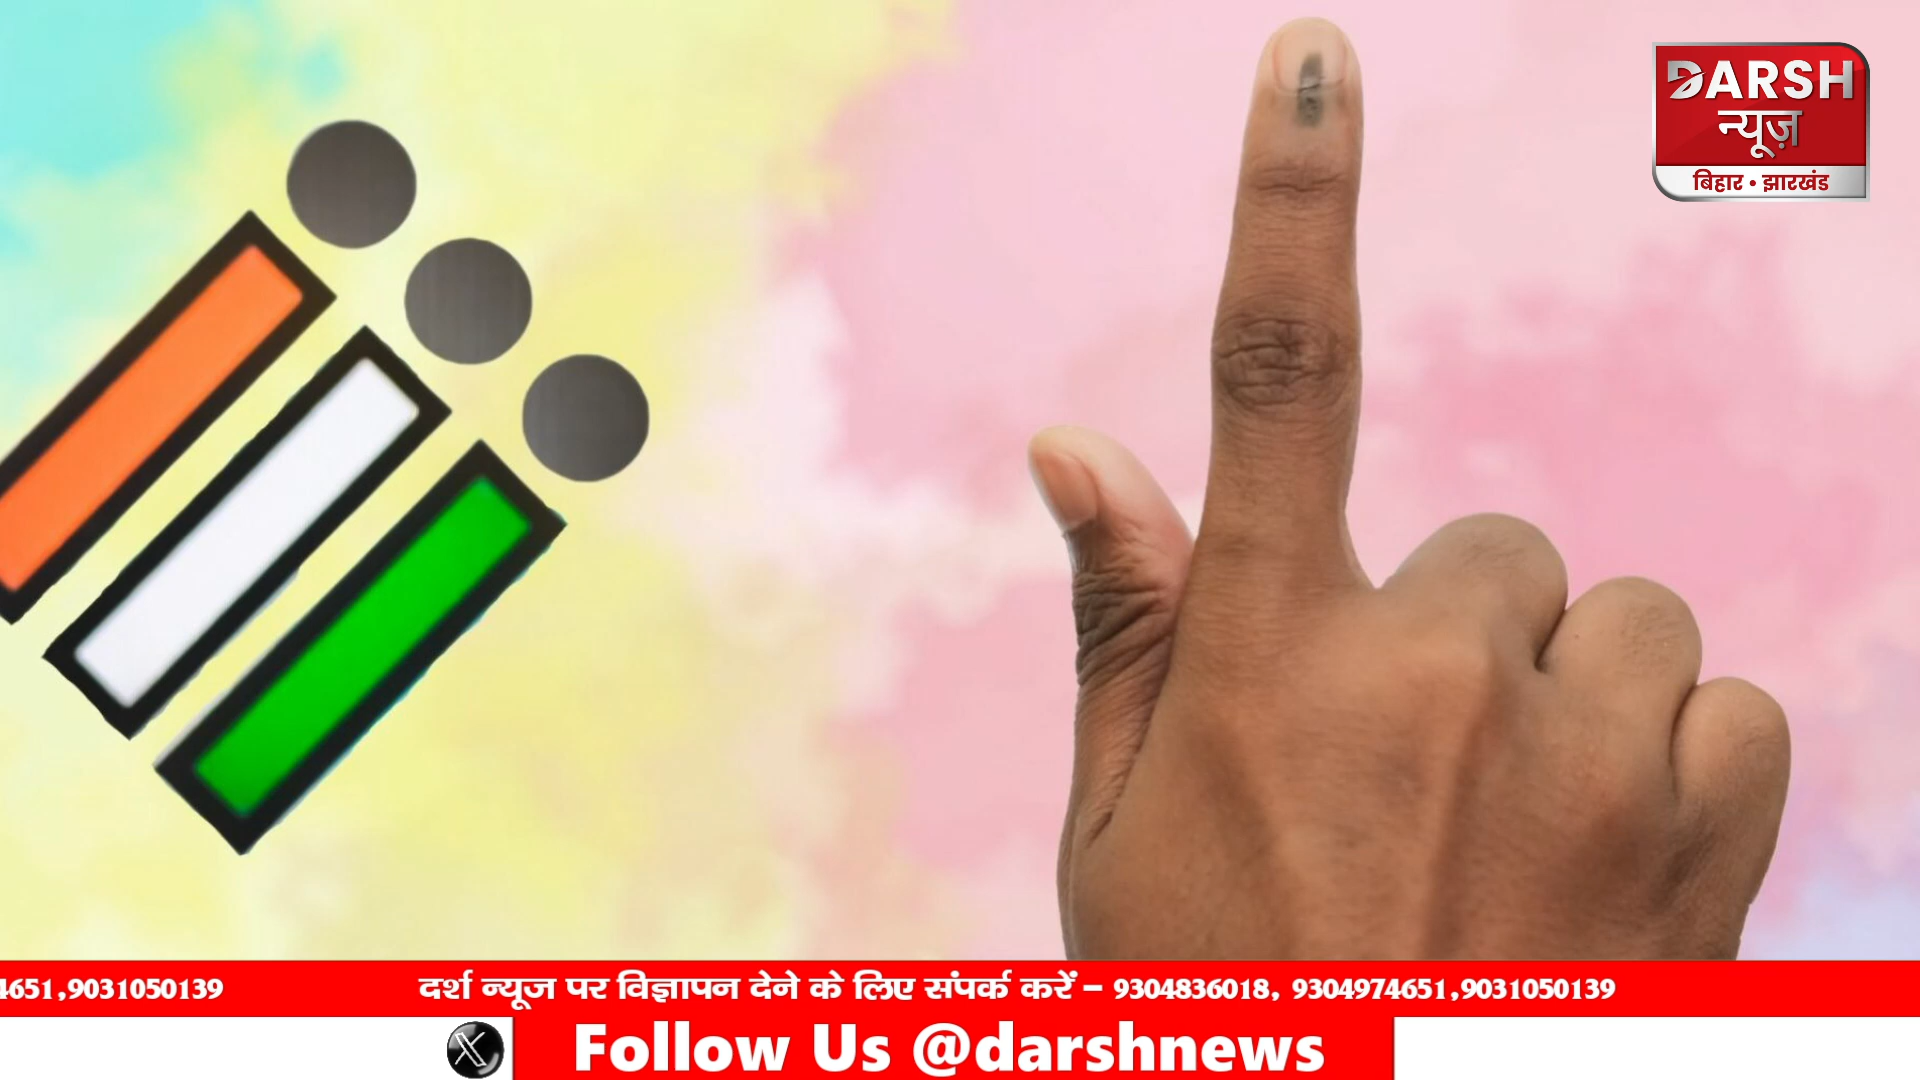 DARSH
न्यूज़
बिहार • झारखंड
4651,9031050139 दर्श न्यूज पर विज्ञापन देने के लिए संपर्क करें – 9304836018, 9304974651,9031050139
Follow Us @darshnews